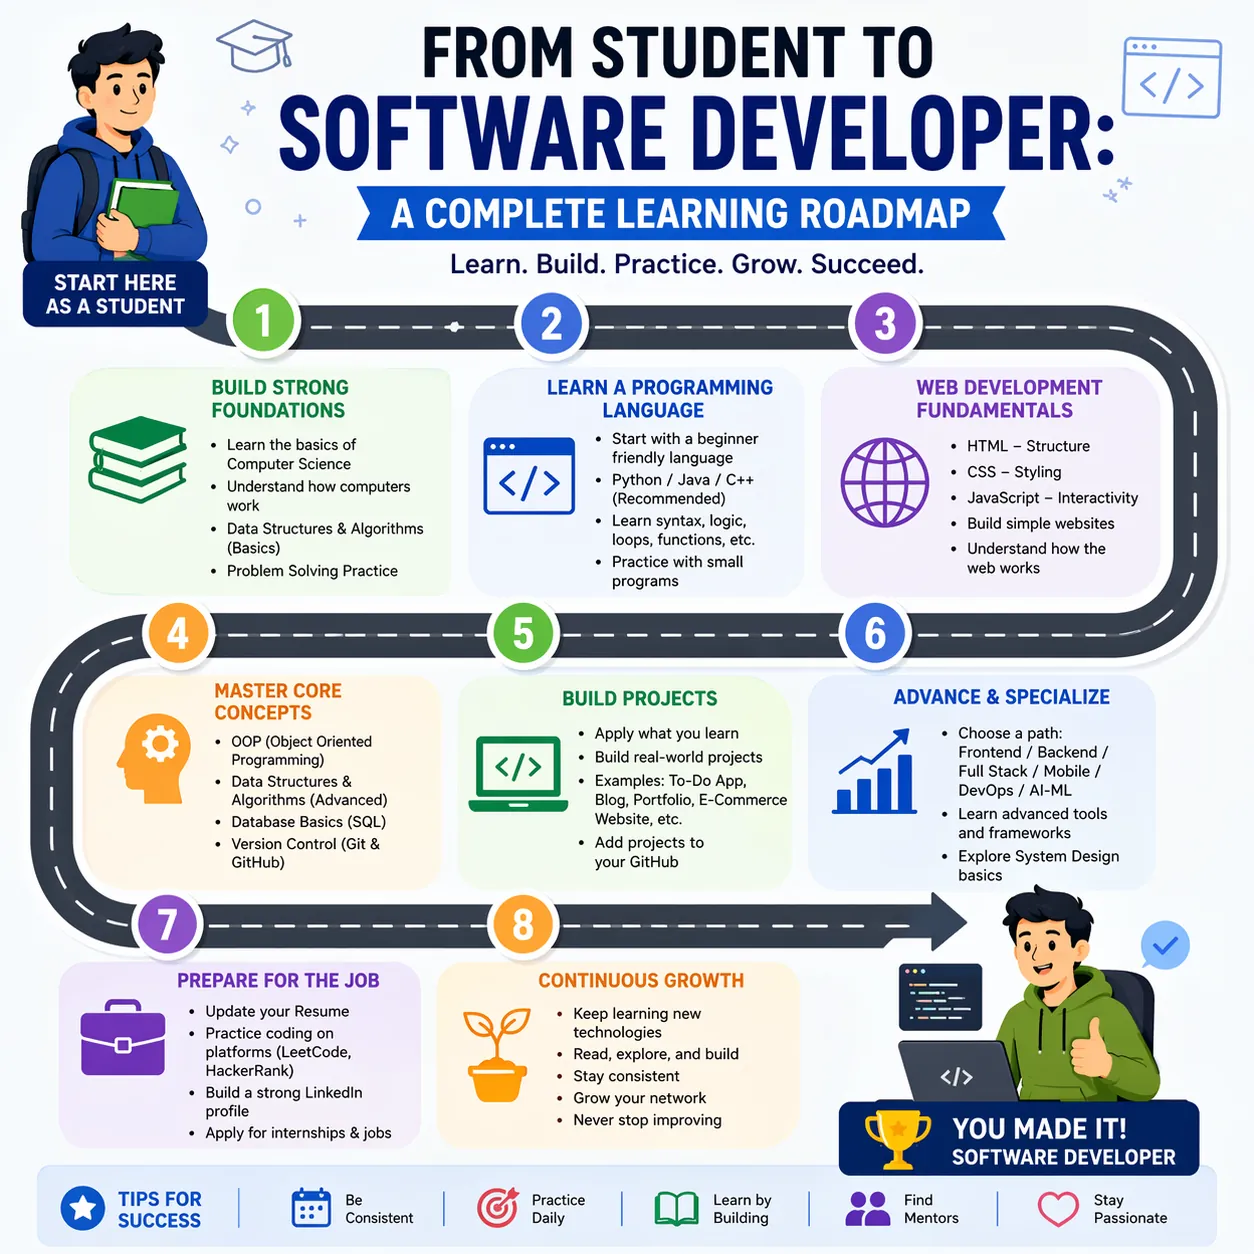 FROM STUDENT TO
SOFTWARE DEVELOPER:
A COMPLETE LEARNING ROADMAP
Learn. Build. Practice. Grow. Succeed.
</>
START HERE
AS A STUDENT
1
2
3
BUILD STRONG
FOUNDATIONS
• Learn the basics of
Computer Science
• Understand how computers
work
• Data Structures & Algorithms
(Basics)
• Problem Solving Practice
LEARN A PROGRAMMING
LANGUAGE
</>
• Start with a beginner
friendly language
• Python / Java / C++
(Recommended)
• Learn syntax, logic,
loops, functions, etc.
• Practice with small
programs
WEB DEVELOPMENT
FUNDAMENTALS
• HTML – Structure
• CSS – Styling
• JavaScript – Interactivity
• Build simple websites
• Understand how the
web works
4
5
6
MASTER CORE
CONCEPTS
• OOP (Object Oriented
Programming)
• Data Structures &
Algorithms (Advanced)
• Database Basics (SQL)
• Version Control (Git &
GitHub)
BUILD PROJECTS
</>
• Apply what you learn
• Build real-world projects
• Examples: To-Do App,
Blog, Portfolio, E-Commerce
Website, etc.
• Add projects to
your GitHub
ADVANCE & SPECIALIZE
• Choose a path:
Frontend / Backend /
Full Stack / Mobile /
DevOps / AI-ML
• Learn advanced tools
and frameworks
• Explore System Design
basics
7
8
PREPARE FOR THE JOB
• Update your Resume
• Practice coding on
platforms (LeetCode,
HackerRank)
• Build a strong LinkedIn
profile
• Apply for internships & jobs
CONTINUOUS GROWTH
• Keep learning new
technologies
• Read, explore, and build
• Stay consistent
• Grow your network
• Never stop improving
</>
YOU MADE IT!
SOFTWARE DEVELOPER
TIPS FOR
SUCCESS
Be
Consistent
Practice
Daily
Learn by
Building
Find
Mentors
Stay
Passionate